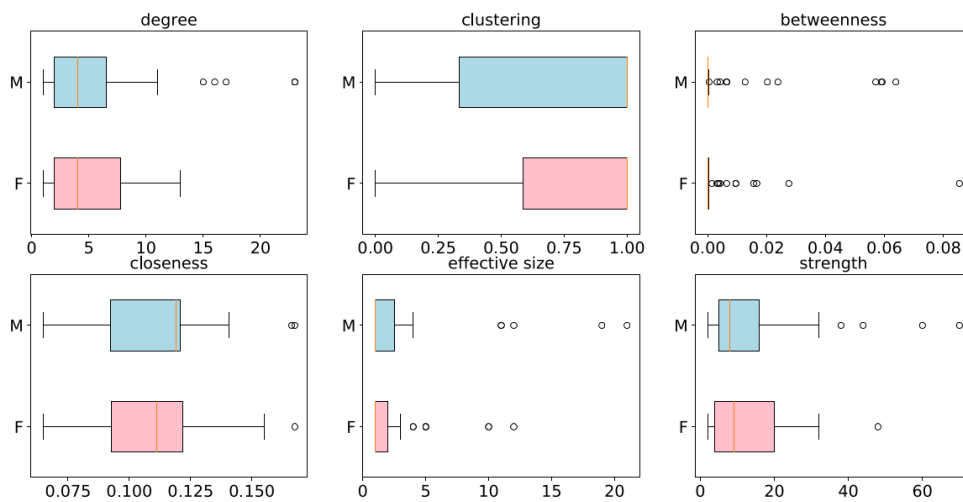 degree
clustering
betweenness
M
M
M
F
F
F
0 5 10 15 20
0.00 0.25 0.50 0.75 1.00
0.00 0.02 0.04 0.06 0.08
closeness
effective size
strength
M
M
M
F
F
F
0.075 0.100 0.125 0.150
0 5 10 15 20
0 20 40 60